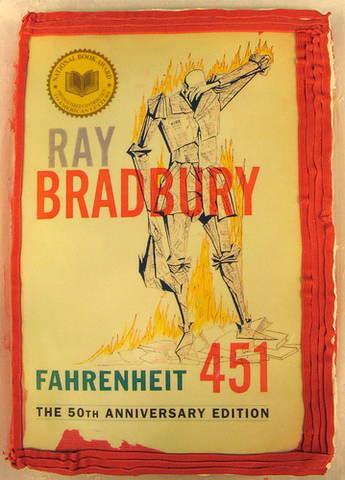 NATIONAL BOOK AWARD
RAY
BRADBURY
FAHRENHEIT 451
THE 50TH ANNIVERSARY EDITION